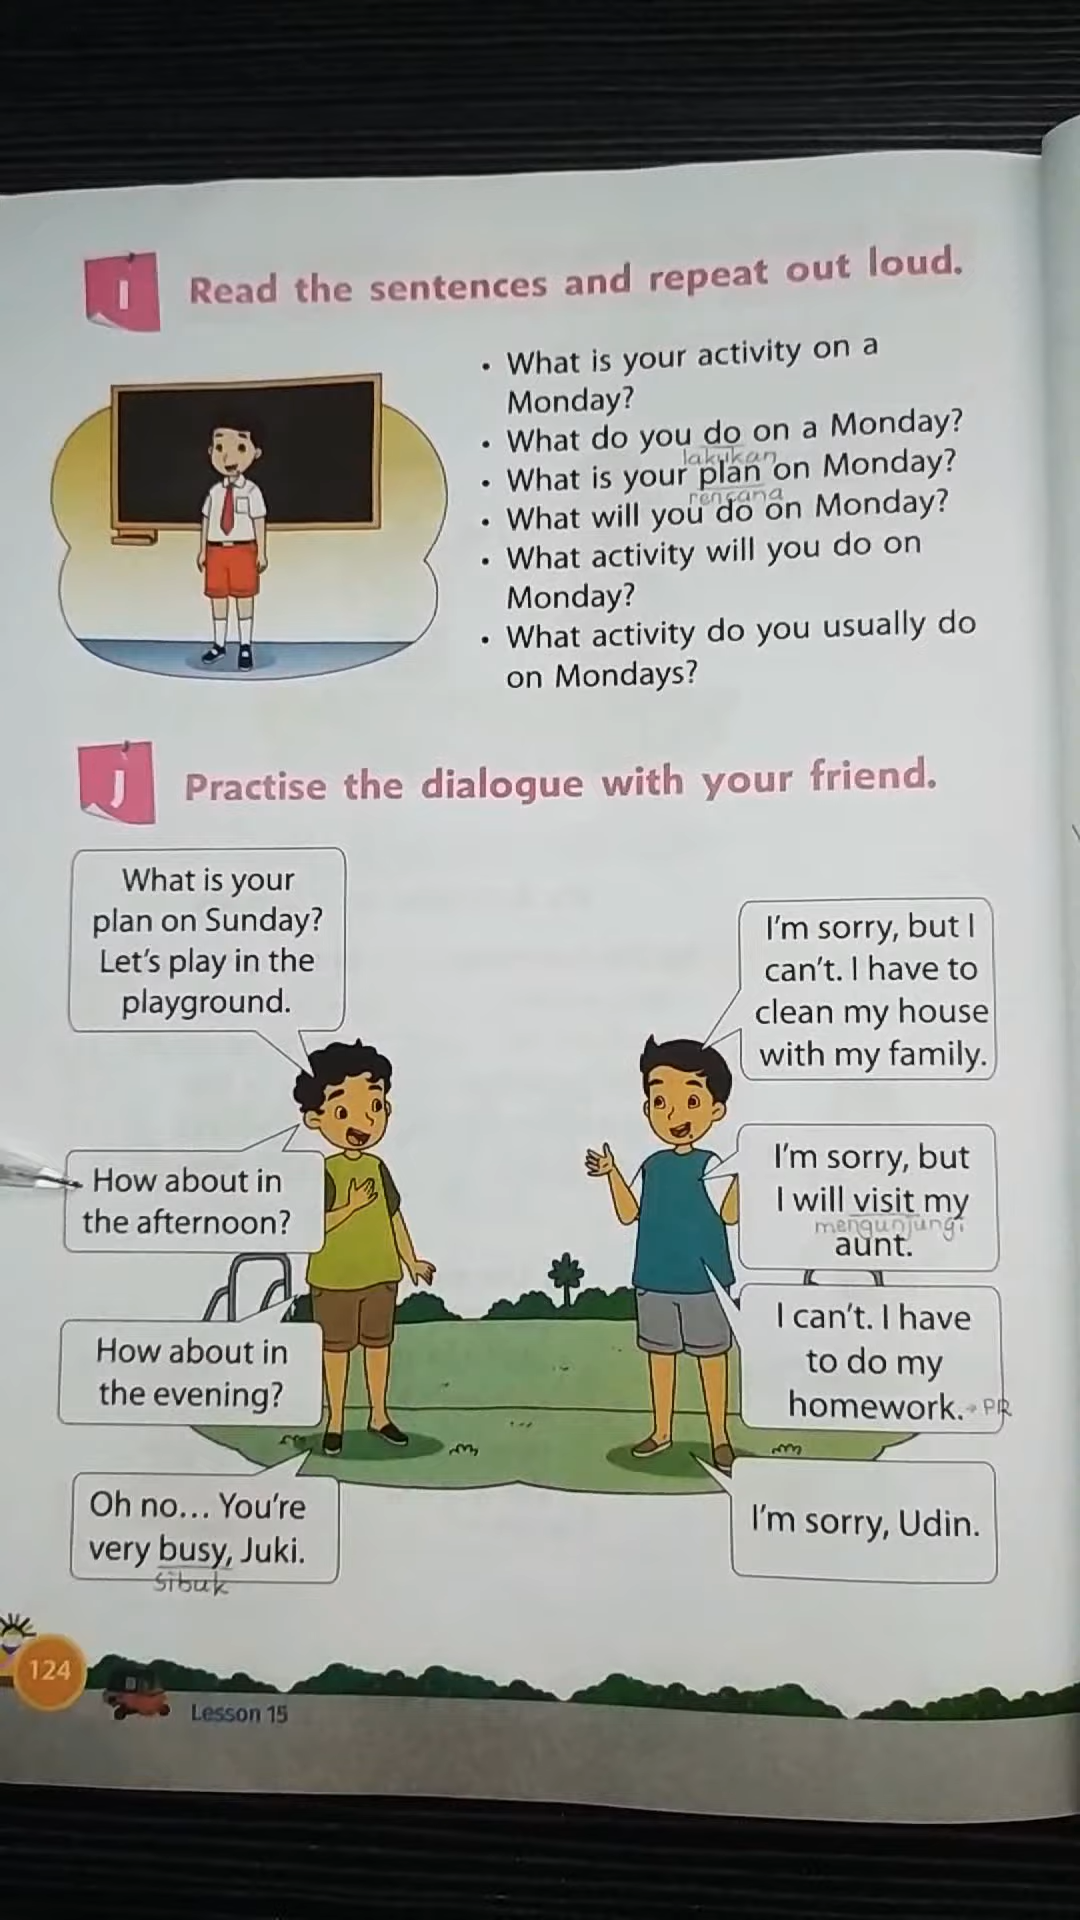 I
Read the sentences and repeat out loud.
• What is your activity on a
Monday?
• What do you do on a Monday?
lakukan
• What is your plan on Monday?
rencana
• What will you do on Monday?
• What activity will you do on
Monday?
• What activity do you usually do
on Mondays?
J
Practise the dialogue with your friend.
What is your
plan on Sunday?
Let's play in the
playground.
I'm sorry, but I
can't. I have to
clean my house
with my family.
How about in
the afternoon?
I'm sorry, but
I will visit my
mengunjungi
aunt.
How about in
the evening?
I can't. I have
to do my
homework.→ PR
Oh no... You're
very busy, Juki.
sibuk
I'm sorry, Udin.
124
Lesson 15